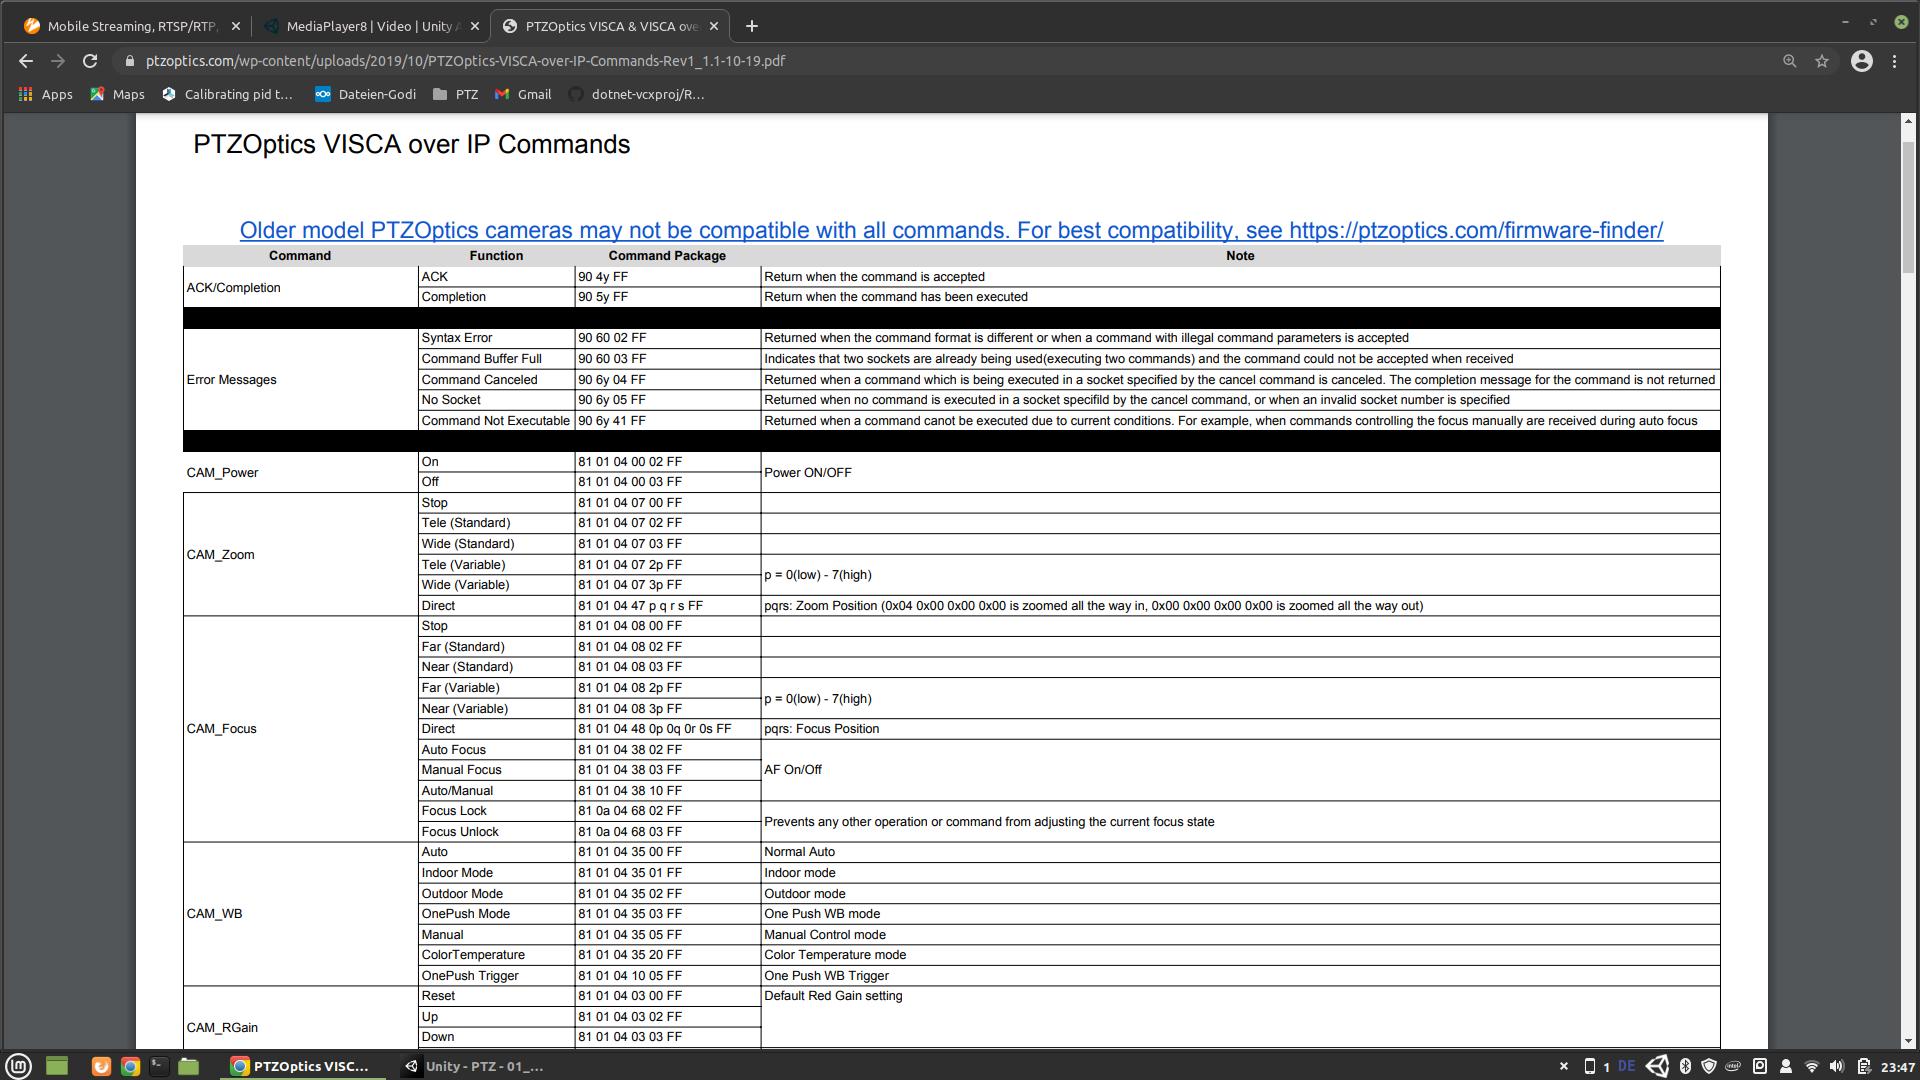 Mobile Streaming, RTSP/RTP,
MediaPlayer8 | Video | Unity A
PTZOptics VISCA & VISCA ove
ptzoptics.com/wp-content/uploads/2019/10/PTZOptics-VISCA-over-IP-Commands-Rev1_1.1-10-19.pdf
Apps Maps Calibrating pid t... Dateien-Godi PTZ Gmail dotnet-vcxproj/R...
PTZOptics VISCA over IP Commands
Older model PTZOptics cameras may not be compatible with all commands. For best compatibility, see https://ptzoptics.com/firmware-finder/
Command Function Command Package Note
ACK/Completion
ACK 90 4y FF Return when the command is accepted
Completion 90 5y FF Return when the command has been executed
Error Messages
Syntax Error 90 60 02 FF Returned when the command format is different or when a command with illegal command parameters is accepted
Command Buffer Full 90 60 03 FF Indicates that two sockets are already being used(executing two commands) and the command could not be accepted when received
Command Canceled 90 6y 04 FF Returned when a command which is being executed in a socket specified by the cancel command is canceled. The completion message for the command is not returned
No Socket 90 6y 05 FF Returned when no command is executed in a socket specifild by the cancel command, or when an invalid socket number is specified
Command Not Executable 90 6y 41 FF Returned when a command canot be executed due to current conditions. For example, when commands controlling the focus manually are received during auto focus
CAM_Power
On 81 01 04 00 02 FF
Power ON/OFF
Off 81 01 04 00 03 FF
CAM_Zoom
Stop 81 01 04 07 00 FF
Tele (Standard) 81 01 04 07 02 FF
Wide (Standard) 81 01 04 07 03 FF
Tele (Variable) 81 01 04 07 2p FF
p = 0(low) - 7(high)
Wide (Variable) 81 01 04 07 3p FF
Direct 81 01 04 47 p q r s FF pqrs: Zoom Position (0x04 0x00 0x00 0x00 is zoomed all the way in, 0x00 0x00 0x00 0x00 is zoomed all the way out)
CAM_Focus
Stop 81 01 04 08 00 FF
Far (Standard) 81 01 04 08 02 FF
Near (Standard) 81 01 04 08 03 FF
Far (Variable) 81 01 04 08 2p FF
p = 0(low) - 7(high)
Near (Variable) 81 01 04 08 3p FF
Direct 81 01 04 48 0p 0q 0r 0s FF pqrs: Focus Position
Auto Focus 81 01 04 38 02 FF
Manual Focus 81 01 04 38 03 FF AF On/Off
Auto/Manual 81 01 04 38 10 FF
Focus Lock 81 0a 04 68 02 FF
Prevents any other operation or command from adjusting the current focus state
Focus Unlock 81 0a 04 68 03 FF
CAM_WB
Auto 81 01 04 35 00 FF Normal Auto
Indoor Mode 81 01 04 35 01 FF Indoor mode
Outdoor Mode 81 01 04 35 02 FF Outdoor mode
OnePush Mode 81 01 04 35 03 FF One Push WB mode
Manual 81 01 04 35 05 FF Manual Control mode
ColorTemperature 81 01 04 35 20 FF Color Temperature mode
OnePush Trigger 81 01 04 10 05 FF One Push WB Trigger
CAM_RGain
Reset 81 01 04 03 00 FF Default Red Gain setting
Up 81 01 04 03 02 FF
Down 81 01 04 03 03 FF
PTZOptics VISC... Unity - PTZ - 01_... 1 DE 23:47